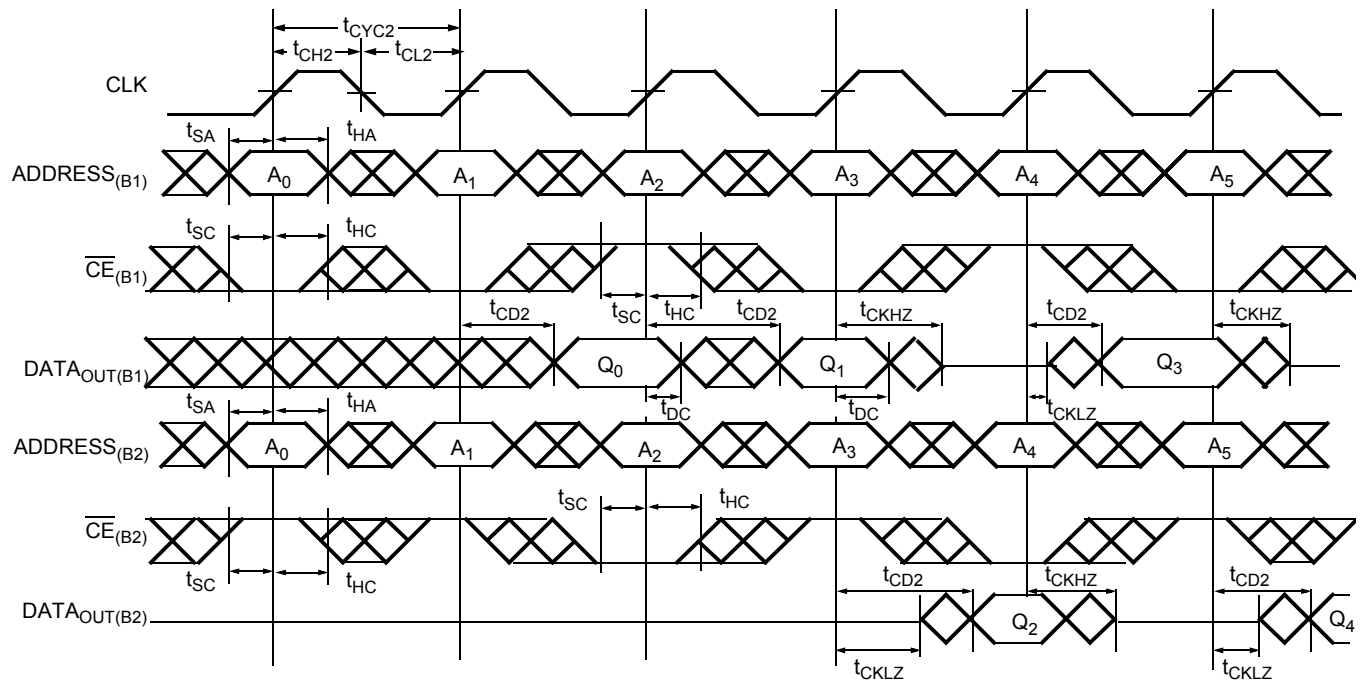 tCYC2
tCH2 tCL2
CLK
tSA tHA
ADDRESS(B1) A0 A1 A2 A3 A4 A5
tSC tHC
CE(B1)
tSC tHC
tCD2 tCD2 tCKHZ tCD2 tCKHZ
DATAOUT(B1) Q0 Q1 Q3
tDC tDC tCKLZ
tSA tHA
ADDRESS(B2) A0 A1 A2 A3 A4 A5
tSC tHC
CE(B2)
tSC tHC
tCD2 tCKHZ tCD2
DATAOUT(B2) Q2 Q4
tCKLZ tCKLZ